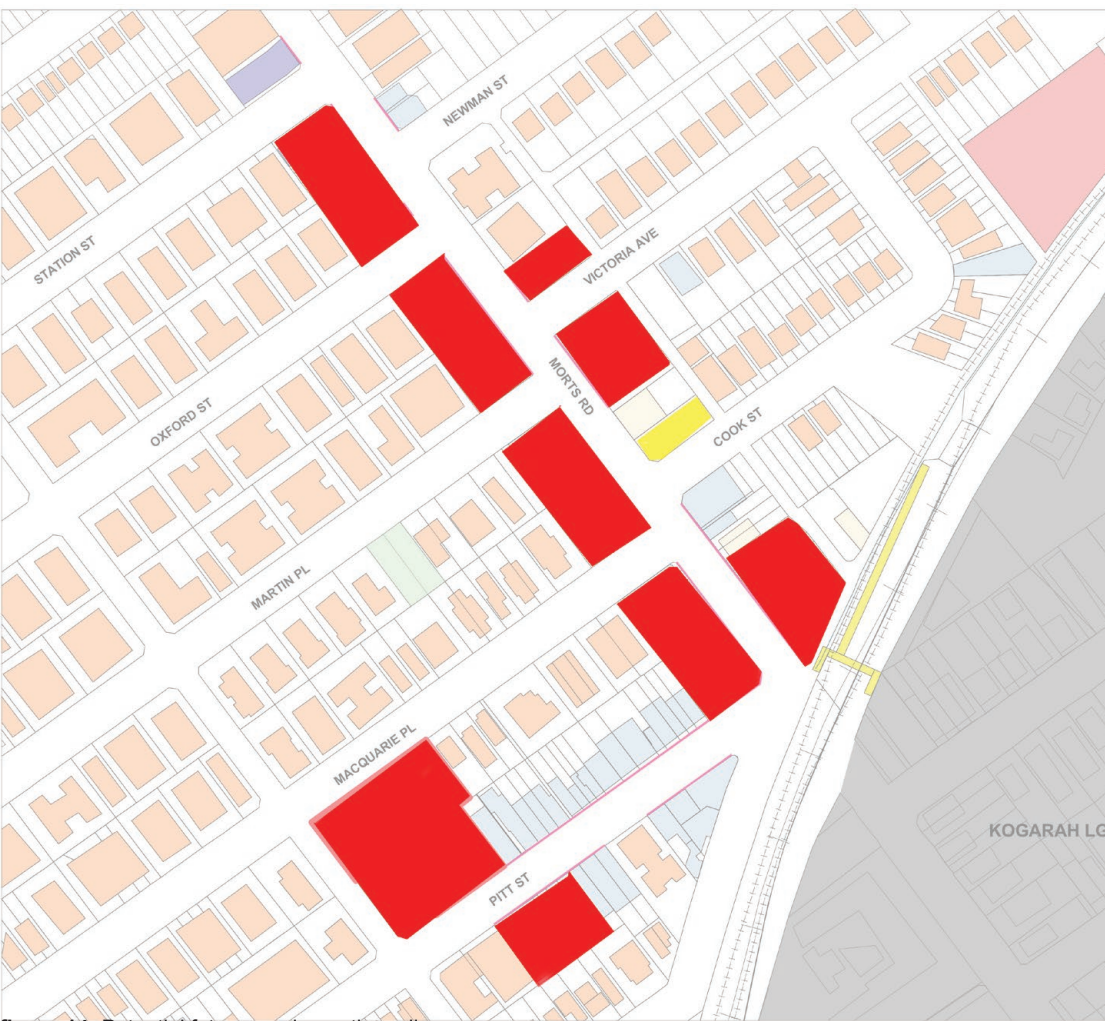 NEWMAN ST
STATION ST
VICTORIA AVE
MORTS RD
OXFORD ST
COOK ST
MARTIN PL
MACQUARIE PL
KOGARAH LG
PITT ST